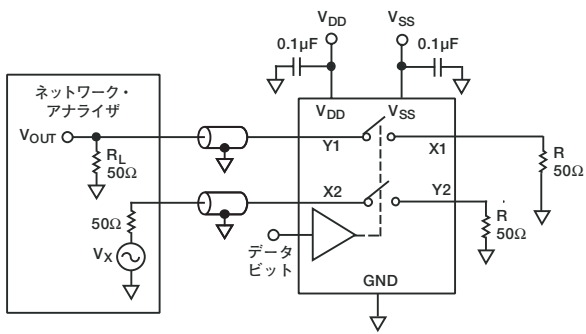 V_DD
V_SS
0.1µF
0.1µF
ネットワーク・
アナライザ
V_DD
V_SS
V_OUT
Y1
X1
R_L
50Ω
R
50Ω
X2
Y2
50Ω
R
50Ω
V_X
データ
ビット
GND